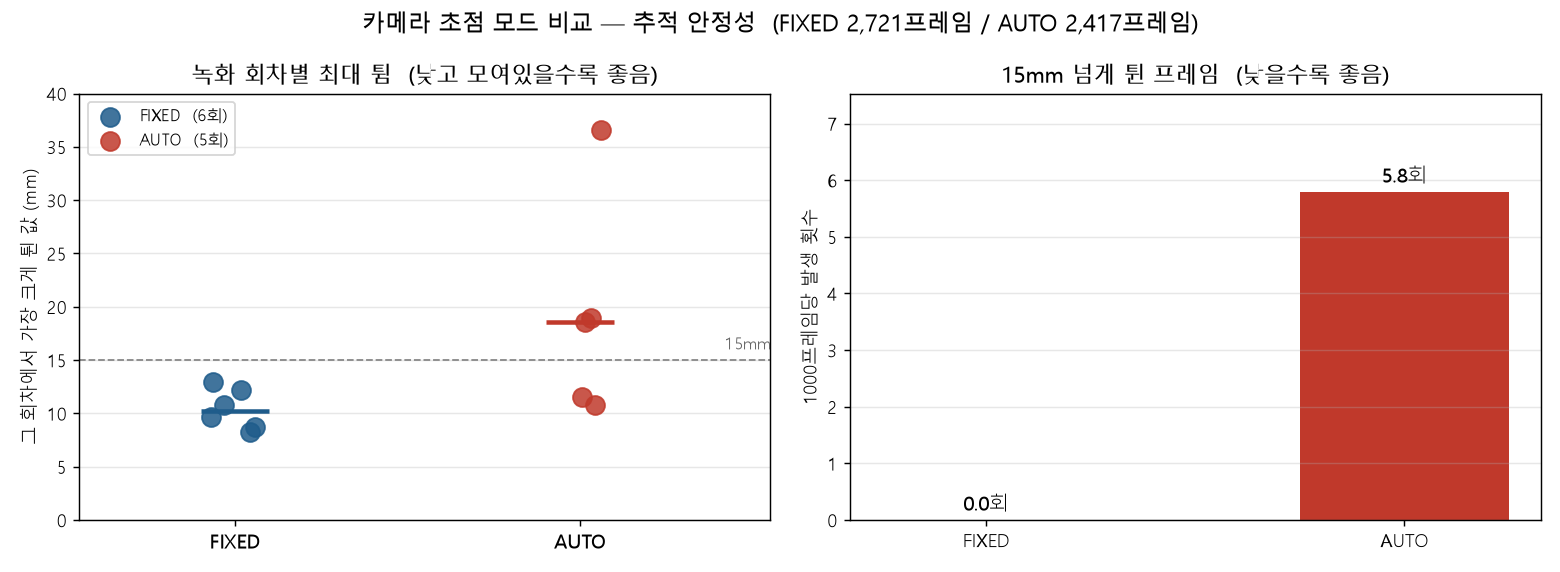 카메라 초점 모드 비교 — 추적 안정성  (FIXED 2,721프레임 / AUTO 2,417프레임)
녹화 회차별 최대 튐  (낮고 모여있을수록 좋음)
그 회차에서 가장 크게 튄 값 (mm)
40
35
30
25
20
15
10
5
0
FIXED  (6회)
AUTO  (5회)
15mm
FIXED
AUTO
15mm 넘게 튄 프레임  (낮을수록 좋음)
1000프레임당 발생 횟수
7
6
5
4
3
2
1
0
0.0회
5.8회
FIXED
AUTO